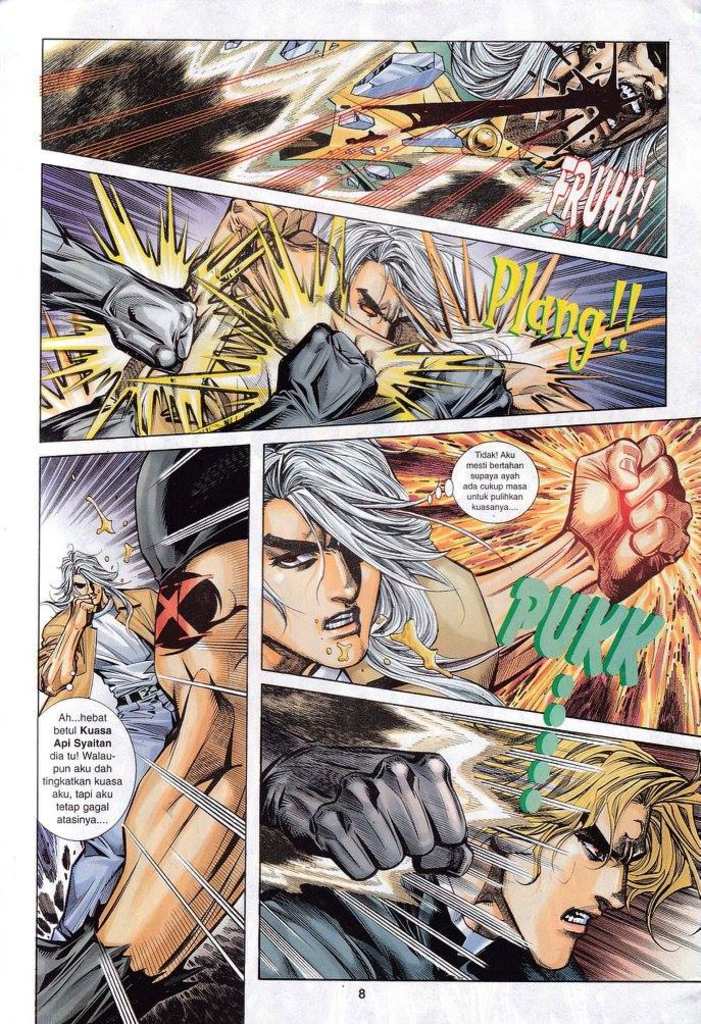 FRUH!!
Plang!!
Tidak! Aku
mesti bertahan
supaya ayah
ada cukup masa
untuk pulihkan
kuasanya....
PUKK
Ah...hebat
betul Kuasa
Api Syaitan
dia tu! Walau-
pun aku dah
tingkatkan kuasa
aku, tapi aku
tetap gagal
atasinya....
8